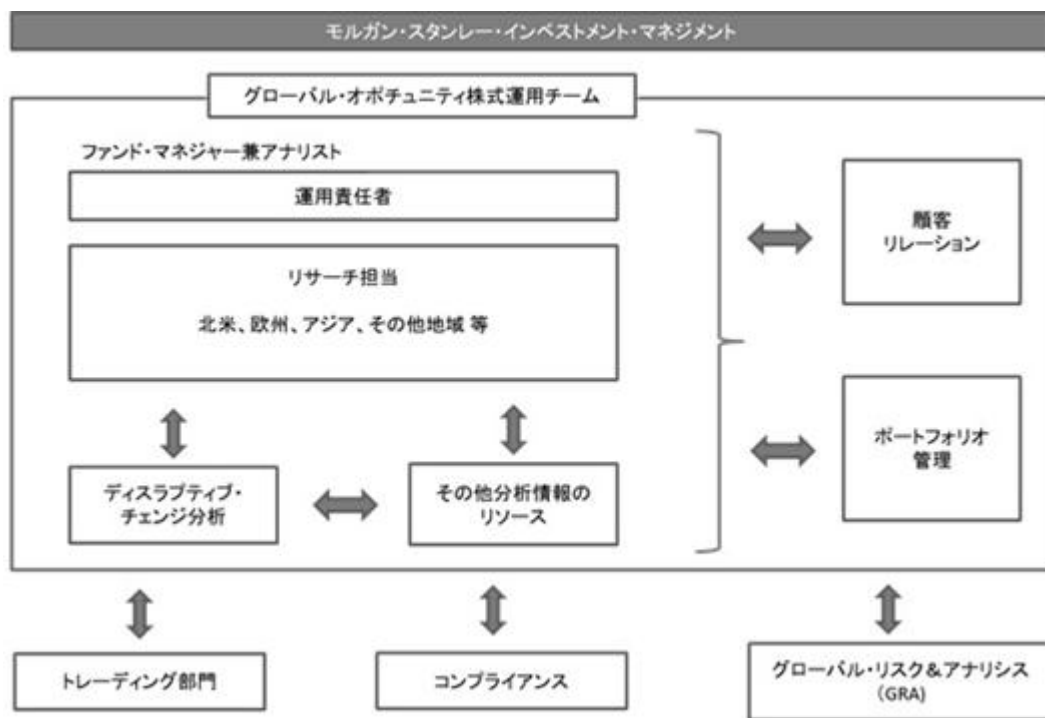 モルガン・スタンレー・インベストメント・マネジメント
グローバル・オポチュニティ株式運用チーム
ファンド・マネジャー兼アナリスト
運用責任者
リサーチ担当
北米、欧州、アジア、その他地域 等
ディスラプティブ・
チェンジ分析
その他分析情報の
リソース
顧客
リレーション
ポートフォリオ
管理
トレーディング部門
コンプライアンス
グローバル・リスク&アナリシス
(GRA)